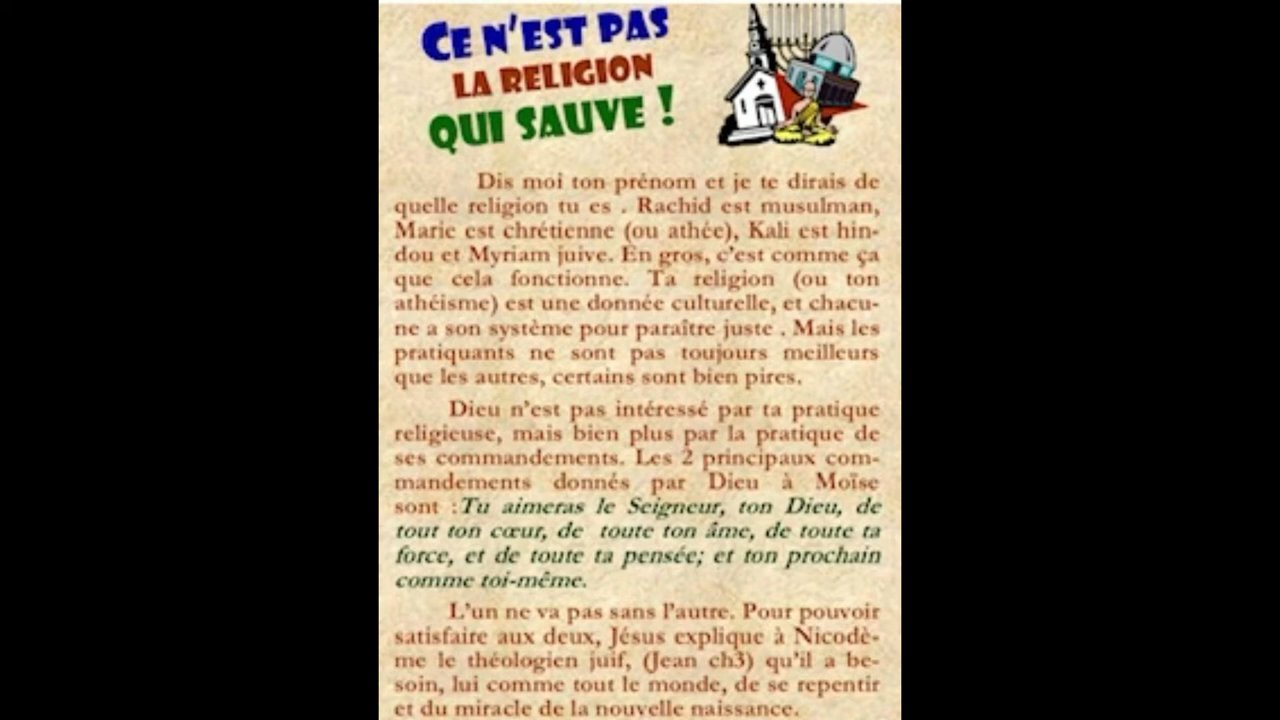 CE N'EST PAS
LA RELIGION
QUI SAUVE !
Dis moi ton prénom et je te dirais de
quelle religion tu es . Rachid est musulman,
Marie est chrétienne (ou athée), Kali est hin-
dou et Myriam juive. En gros, c'est comme ça
que cela fonctionne. Ta religion (ou ton
athéisme) est une donnée culturelle, et chacu-
ne a son système pour paraître juste . Mais les
pratiquants ne sont pas toujours meilleurs
que les autres, certains sont bien pires.
Dieu n'est pas intéressé par ta pratique
religieuse, mais bien plus par la pratique de
ses commandements. Les 2 principaux com-
mandements donnés par Dieu à Moïse
sont :Tu aimeras le Seigneur, ton Dieu, de
tout ton cœur, de toute ton âme, de toute ta
force, et de toute ta pensée; et ton prochain
comme toi-même.
L'un ne va pas sans l'autre. Pour pouvoir
satisfaire aux deux, Jésus explique à Nicodè-
me le théologien juif, (Jean ch3) qu'il a be-
soin, lui comme tout le monde, de se repentir
et du miracle de la nouvelle naissance.